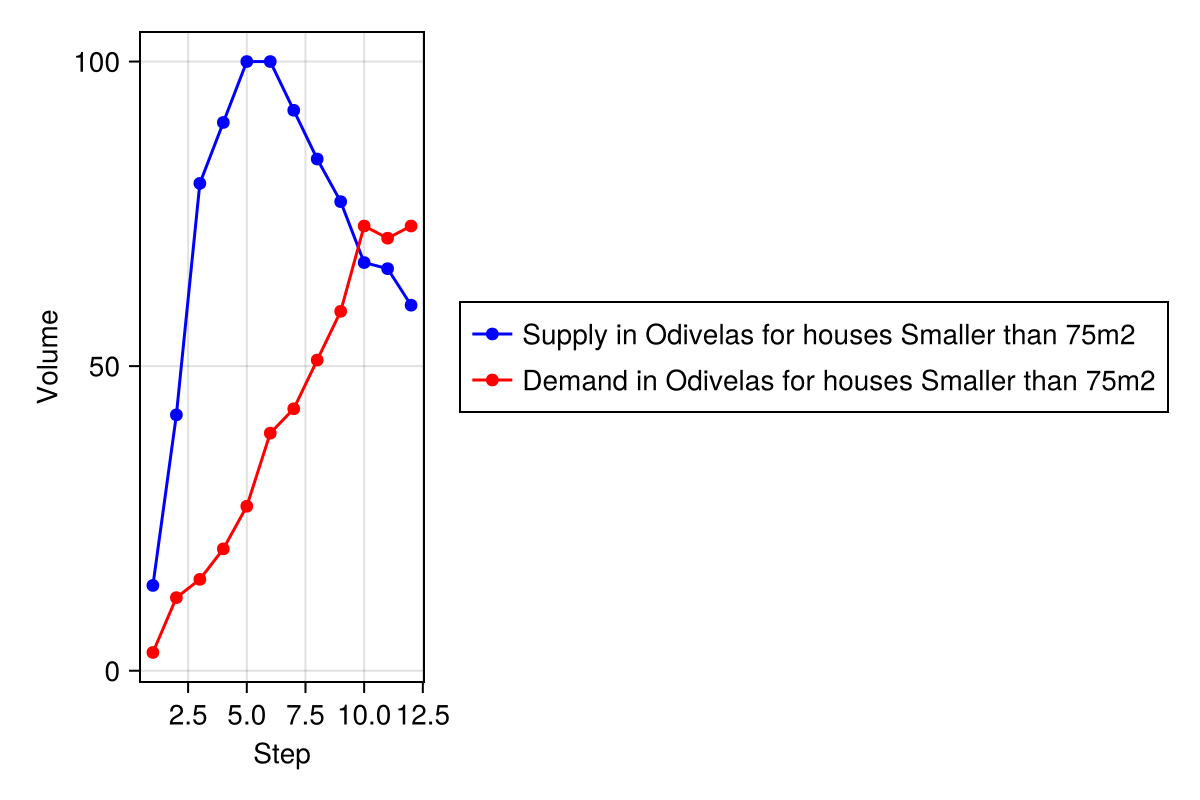 100
50
0
Volume
2.5 5.0 7.5 10.0 12.5
Step
Supply in Odivelas for houses Smaller than 75m2
Demand in Odivelas for houses Smaller than 75m2